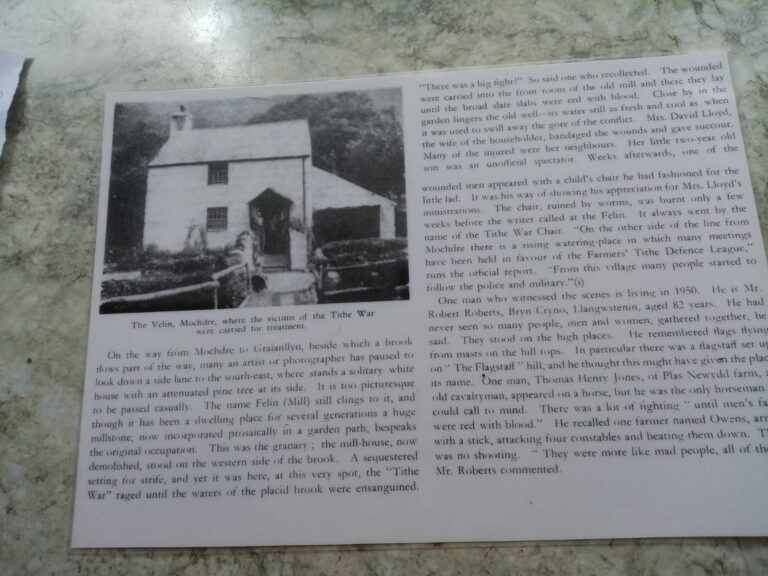 The Velin, Mochdre, where the victims of the Tithe War
were carried for treatment.
On the way from Mochdre to Graianllyn, beside which a brook
flows part of the way, many an artist or photographer has paused to
look down a side lane to the south-east, where stands a solitary white
house with an attenuated pine tree at its side. It is too picturesque
to be passed casually. The name Felin (Mill) still clings to it, and
though it has been a dwelling place for several generations a huge
millstone, now incorporated prosaically in a garden path, bespeaks
the original occupation. This was the granary ; the mill-house, now
demolished, stood on the western side of the brook. A sequestered
setting for strife, and yet it was here, at this very spot, the "Tithe
War" raged until the waters of the placid brook were ensanguined.
"There was a big fight!" So said one who recollected. The wounded
were carried into the front room of the old mill and there they lay
until the broad slate slabs were red with blood. Close by in the
garden lingers the old well—its water still as fresh and cool as when
it was used to swill away the gore of the conflict. Mrs. David Lloyd,
the wife of the householder, bandaged the wounds and gave succour.
Many of the injured were her neighbours. Her little two-year old
son was an unofficial spectator. Weeks afterwards, one of the
wounded men appeared with a child's chair he had fashioned for the
little lad. It was his way of showing his appreciation for Mrs. Lloyd's
ministrations. The chair, ruined by worms, was burnt only a few
weeks before the writer called at the Felin. It always went by the
name of the Tithe War Chair. "On the other side of the line from
Mochdre there is a rising watering-place in which many meetings
have been held in favour of the Farmers' Tithe Defence League,"
runs the official report. "From this village many people started to
follow the police and military."(i)
One man who witnessed the scenes is living in 1950. He is Mr.
Robert Roberts, Bryn Cryno, Llangwstenin, aged 82 years. He had
never seen so many people, men and women, gathered together, he
said. They stood on the high places. He remembered flags flying
from masts on the hill tops. In particular there was a flagstaff set up
on " The Flagstaff " hill, and he thought this might have given the
its name. One man, Thomas Henry Jones, of Plas Newydd farm,
old cavalryman, appeared on a horse, but he was the only horseman
could call to mind. There was a lot of fighting " until men's
were red with blood." He recalled one farmer named Owens,
with a stick, attacking four constables and beating them down.
was no shooting. " They were more like mad people, all of
Mr. Roberts commented.